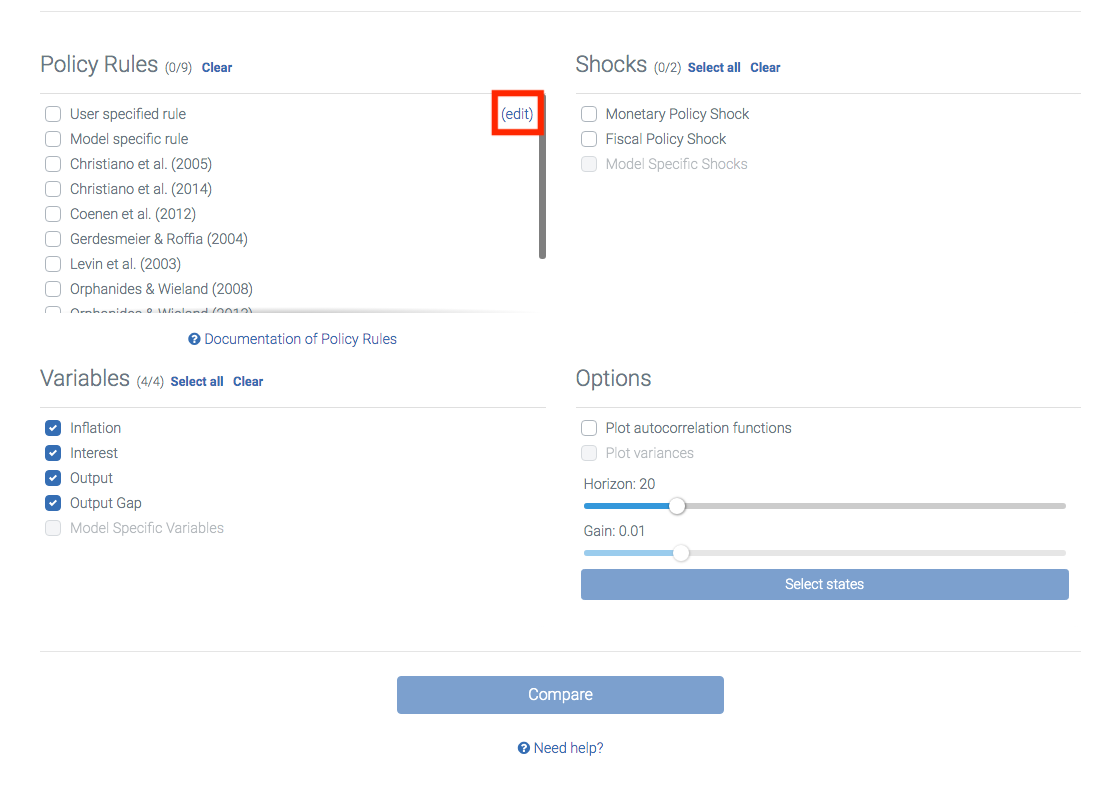 Policy Rules (0/9) Clear
User specified rule (edit)
Model specific rule
Christiano et al. (2005)
Christiano et al. (2014)
Coenen et al. (2012)
Gerdesmeier & Roffia (2004)
Levin et al. (2003)
Orphanides & Wieland (2008)
Orphanides & Wieland (2013)
Documentation of Policy Rules
Shocks (0/2) Select all Clear
Monetary Policy Shock
Fiscal Policy Shock
Model Specific Shocks
Variables (4/4) Select all Clear
Inflation
Interest
Output
Output Gap
Model Specific Variables
Options
Plot autocorrelation functions
Plot variances
Horizon: 20
Gain: 0.01
Select states
Compare
Need help?